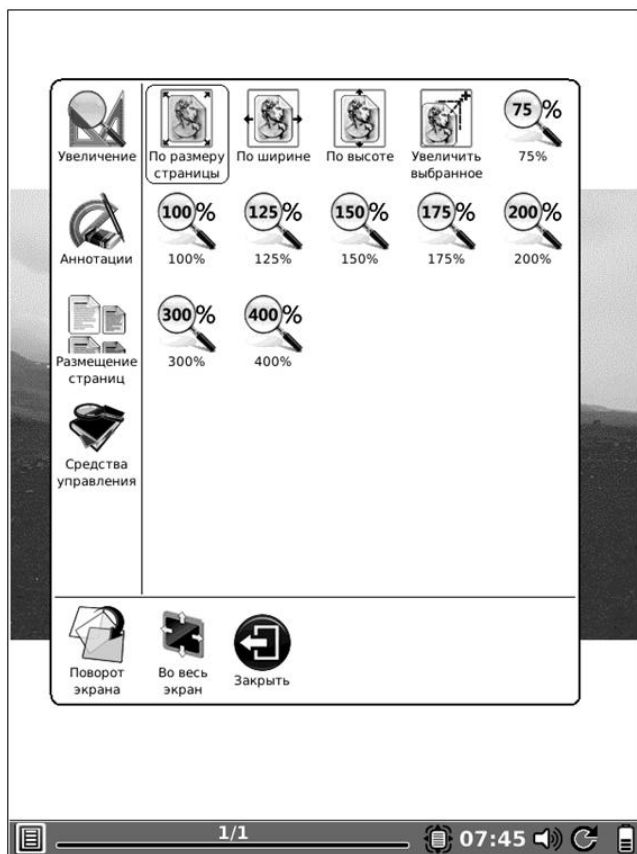 Увеличение
По размеру
страницы
По ширине
По высоте
Увеличить
выбранное
75%
75%
Аннотации
100%
100%
125%
125%
150%
150%
175%
175%
200%
200%
Размещение
страниц
300%
300%
400%
400%
Средства
управления
Поворот
экрана
Во весь
экран
Закрыть
1/1
07:45